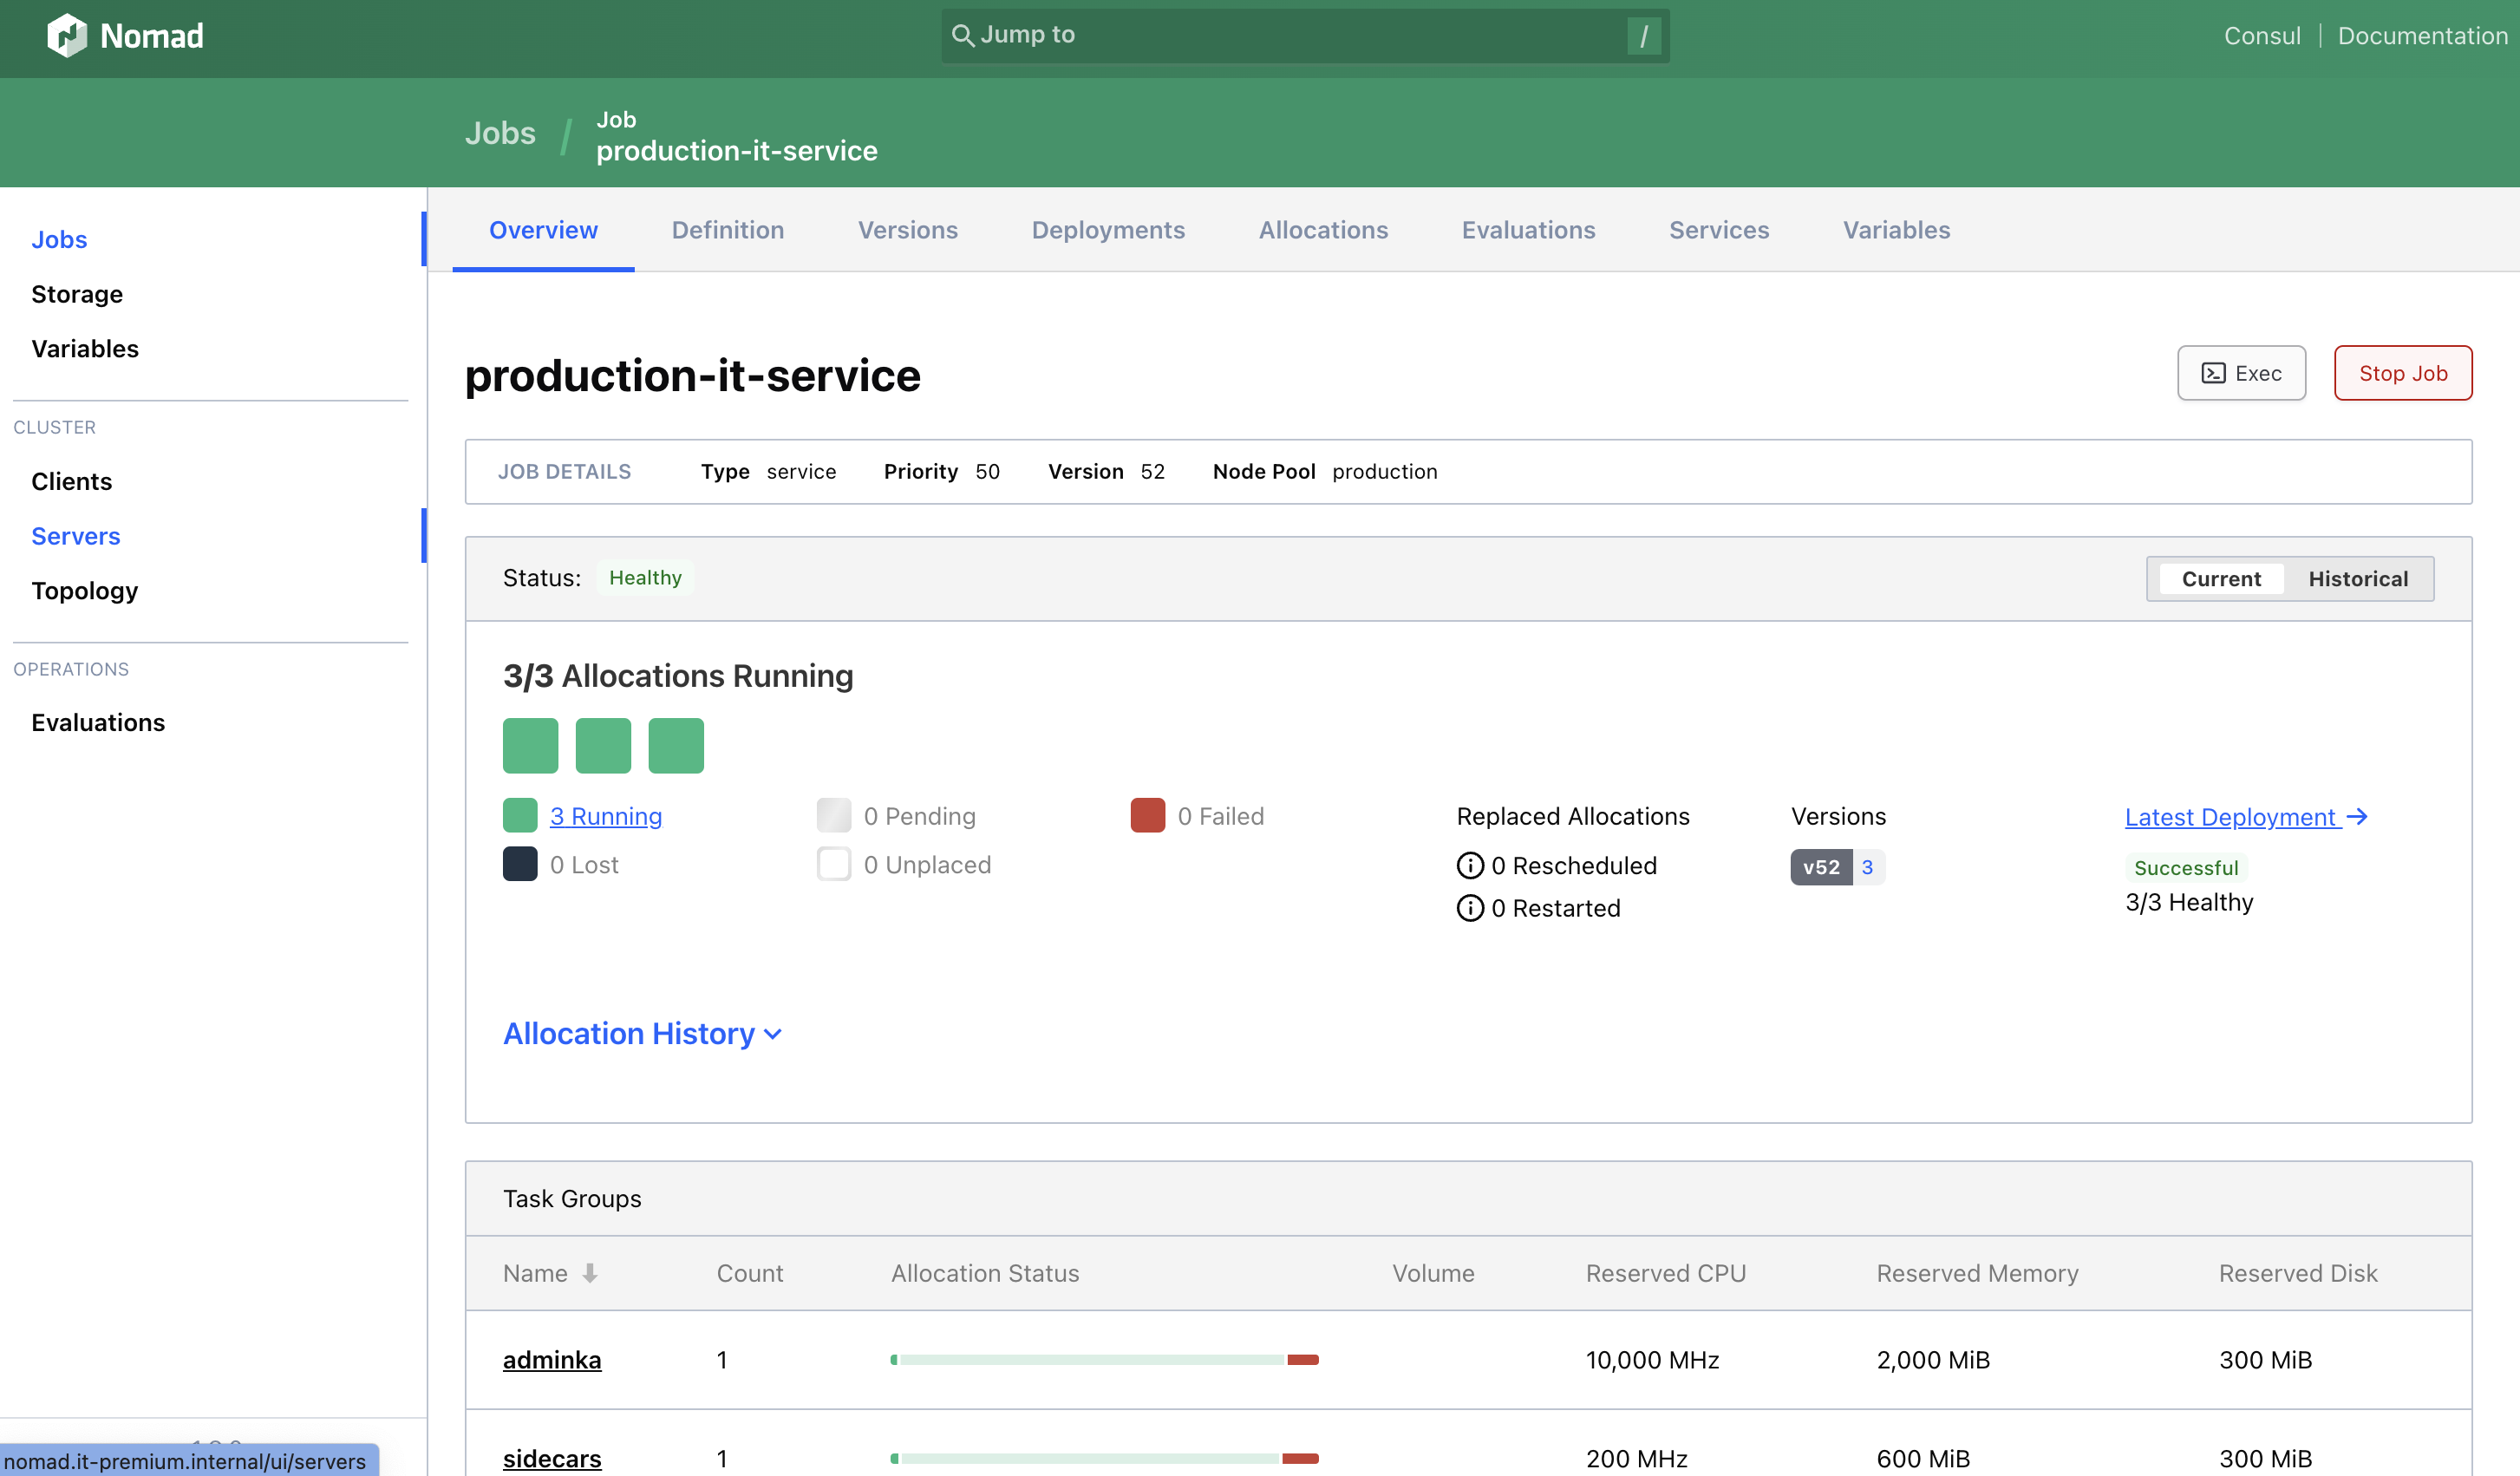 Nomad
Jump to
/
Consul
Documentation
Jobs / Job
production-it-service
Jobs
Storage
Variables
CLUSTER
Clients
Servers
Topology
OPERATIONS
Evaluations
nomad.it-premium.internal/ui/servers
Overview Definition Versions Deployments Allocations Evaluations Services Variables
production-it-service
Exec
Stop Job
JOB DETAILS Type service Priority 50 Version 52 Node Pool production
Status: Healthy
Current Historical
3/3 Allocations Running
3 Running 0 Pending 0 Failed
0 Lost 0 Unplaced
Replaced Allocations
0 Rescheduled
0 Restarted
Versions
v52 3
Latest Deployment
Successful
3/3 Healthy
Allocation History
Task Groups
Name Count Allocation Status Volume Reserved CPU Reserved Memory Reserved Disk
adminka 1 10,000 MHz 2,000 MiB 300 MiB
sidecars 1 200 MHz 600 MiB 300 MiB